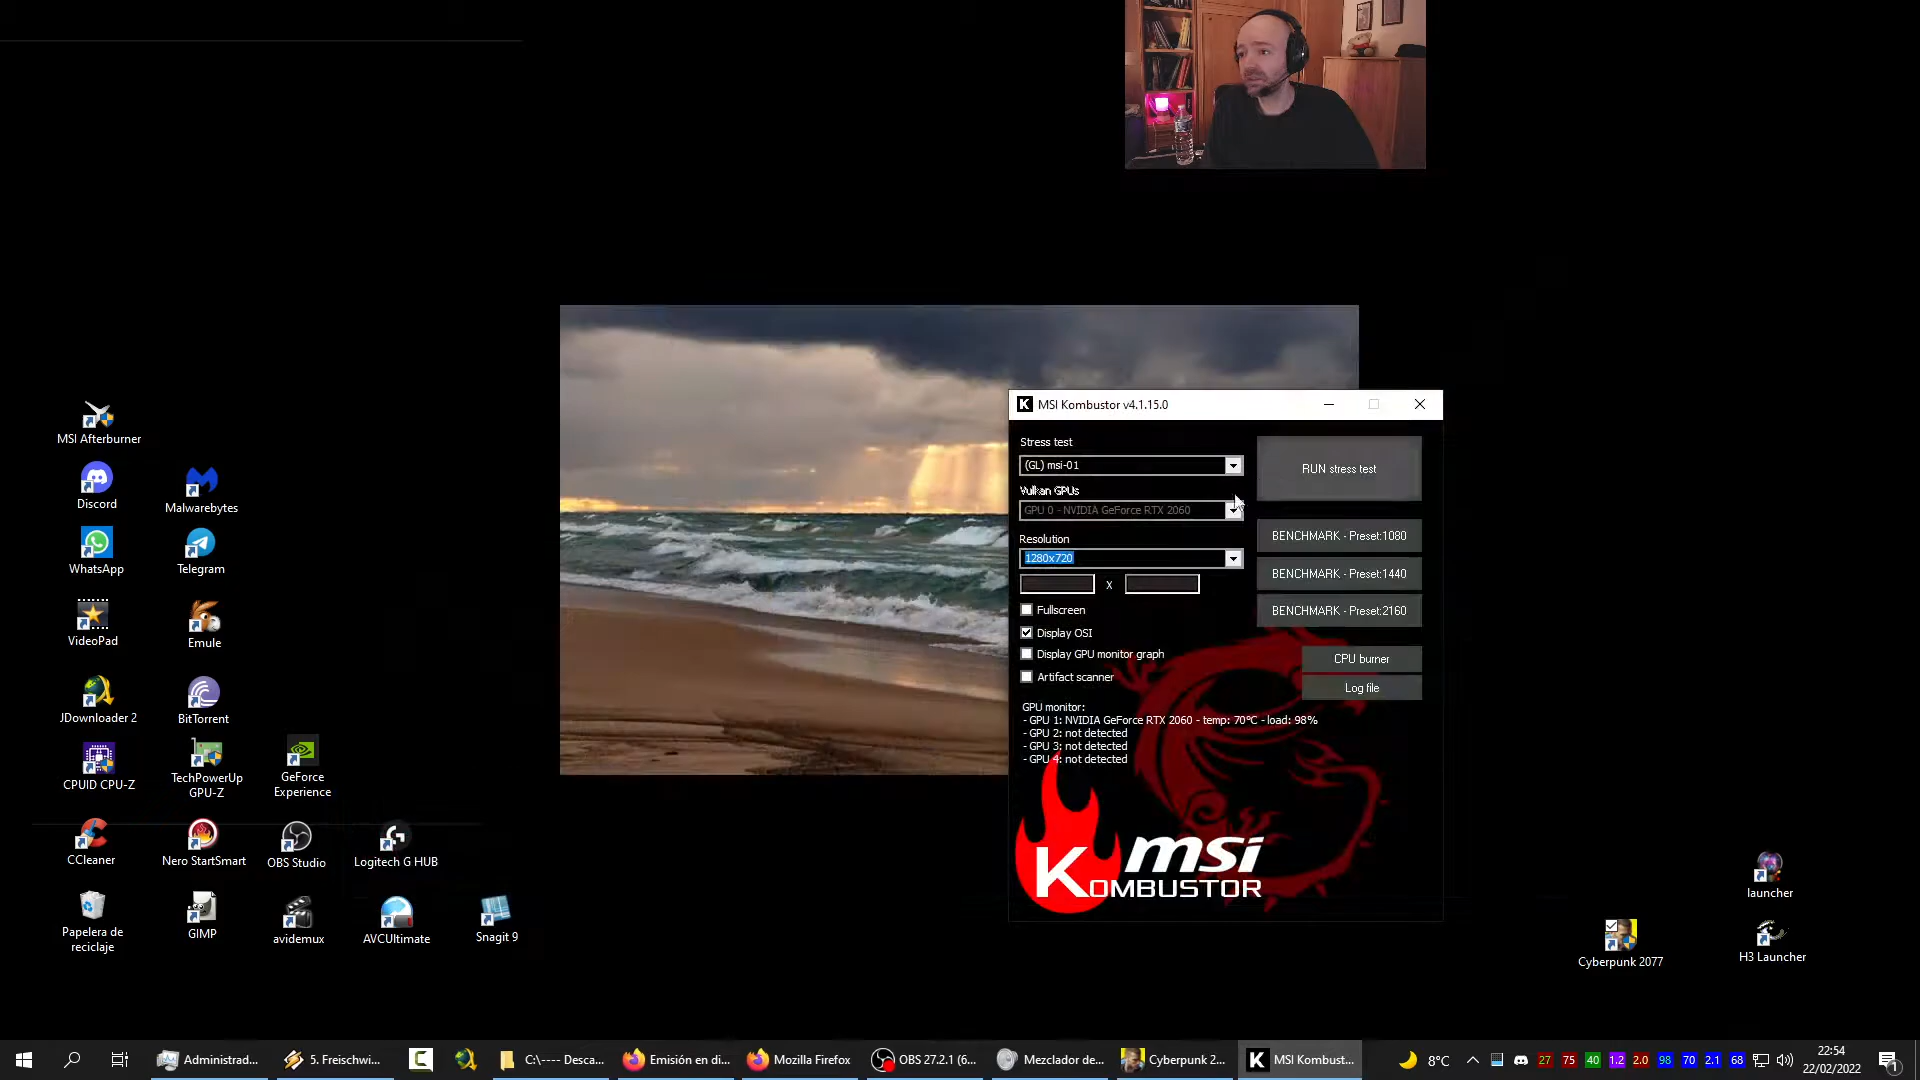 MSI Kombustor v4.1.15.0
Stress test
(GL) msi-01
RUN stress test
Vulkan GPUs
GPU 0 - NVIDIA GeForce RTX 2060
Resolution
1280x720
x
BENCHMARK - Preset:1080
BENCHMARK - Preset:1440
BENCHMARK - Preset:2160
Fullscreen
Display OSI
Display GPU monitor graph
Artifact scanner
CPU burner
Log file
GPU monitor:
- GPU 1: NVIDIA GeForce RTX 2060 - temp: 70°C - load: 98%
- GPU 2: not detected
- GPU 3: not detected
- GPU 4: not detected
msi
KOMBUSTOR
MSI Afterburner
Discord
Malwarebytes
WhatsApp
Telegram
VideoPad
Emule
JDownloader 2
BitTorrent
CPUID CPU-Z
TechPowerUp
GPU-Z
GeForce
Experience
CCleaner
Nero StartSmart
OBS Studio
Logitech G HUB
Papelera de
reciclaje
GIMP
avidemux
AVCUltimate
Snagit 9
launcher
Cyberpunk 2077
H3 Launcher
Administrad...
5. Freischwi...
C:\---- Desca...
Emisión en di...
Mozilla Firefox
OBS 27.2.1 (6...
Mezclador de...
Cyberpunk 2...
MSI Kombust...
8°C
27 75 40 1.2 2.0 98 70 2.1 68
22:54
22/02/2022
1